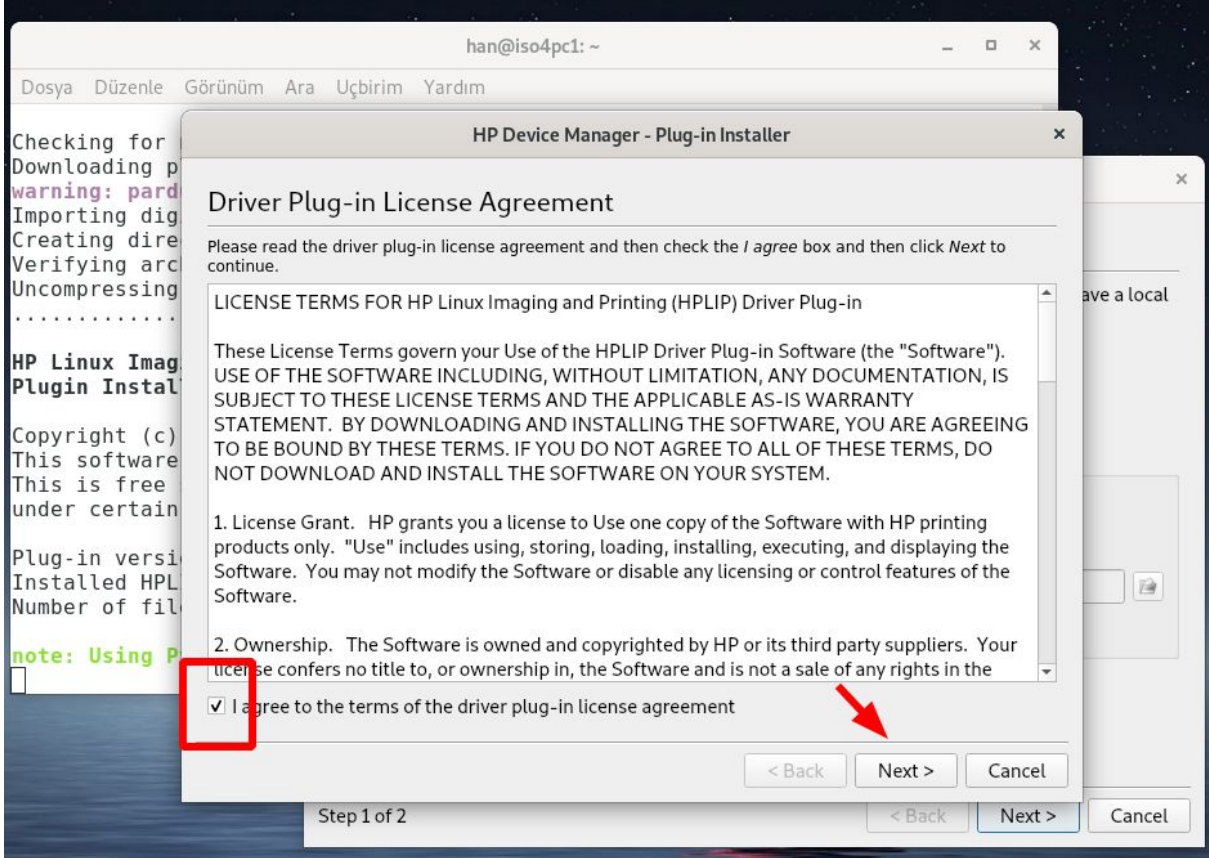 han@iso4pc1: ~
Dosya Düzenle Görünüm Ara Uçbirim Yardım
Checking for
Downloading p
warning: pard
Importing dig
Creating dire
Verifying arc
Uncompressing
.............
HP Linux Imag
Plugin Instal
Copyright (c)
This software
This is free
under certain
Plug-in versi
Installed HPL
Number of fil
note: Using P
HP Device Manager - Plug-in Installer
Driver Plug-in License Agreement
Please read the driver plug-in license agreement and then check the I agree box and then click Next to
continue.
LICENSE TERMS FOR HP Linux Imaging and Printing (HPLIP) Driver Plug-in
These License Terms govern your Use of the HPLIP Driver Plug-in Software (the "Software").
USE OF THE SOFTWARE INCLUDING, WITHOUT LIMITATION, ANY DOCUMENTATION, IS
SUBJECT TO THESE LICENSE TERMS AND THE APPLICABLE AS-IS WARRANTY
STATEMENT. BY DOWNLOADING AND INSTALLING THE SOFTWARE, YOU ARE AGREEING
TO BE BOUND BY THESE TERMS. IF YOU DO NOT AGREE TO ALL OF THESE TERMS, DO
NOT DOWNLOAD AND INSTALL THE SOFTWARE ON YOUR SYSTEM.
1. License Grant. HP grants you a license to Use one copy of the Software with HP printing
products only. "Use" includes using, storing, loading, installing, executing, and displaying the
Software. You may not modify the Software or disable any licensing or control features of the
Software.
2. Ownership. The Software is owned and copyrighted by HP or its third party suppliers. Your
license confers no title to, or ownership in, the Software and is not a sale of any rights in the
I agree to the terms of the driver plug-in license agreement
< Back Next > Cancel
ave a local
Step 1 of 2
< Back Next > Cancel